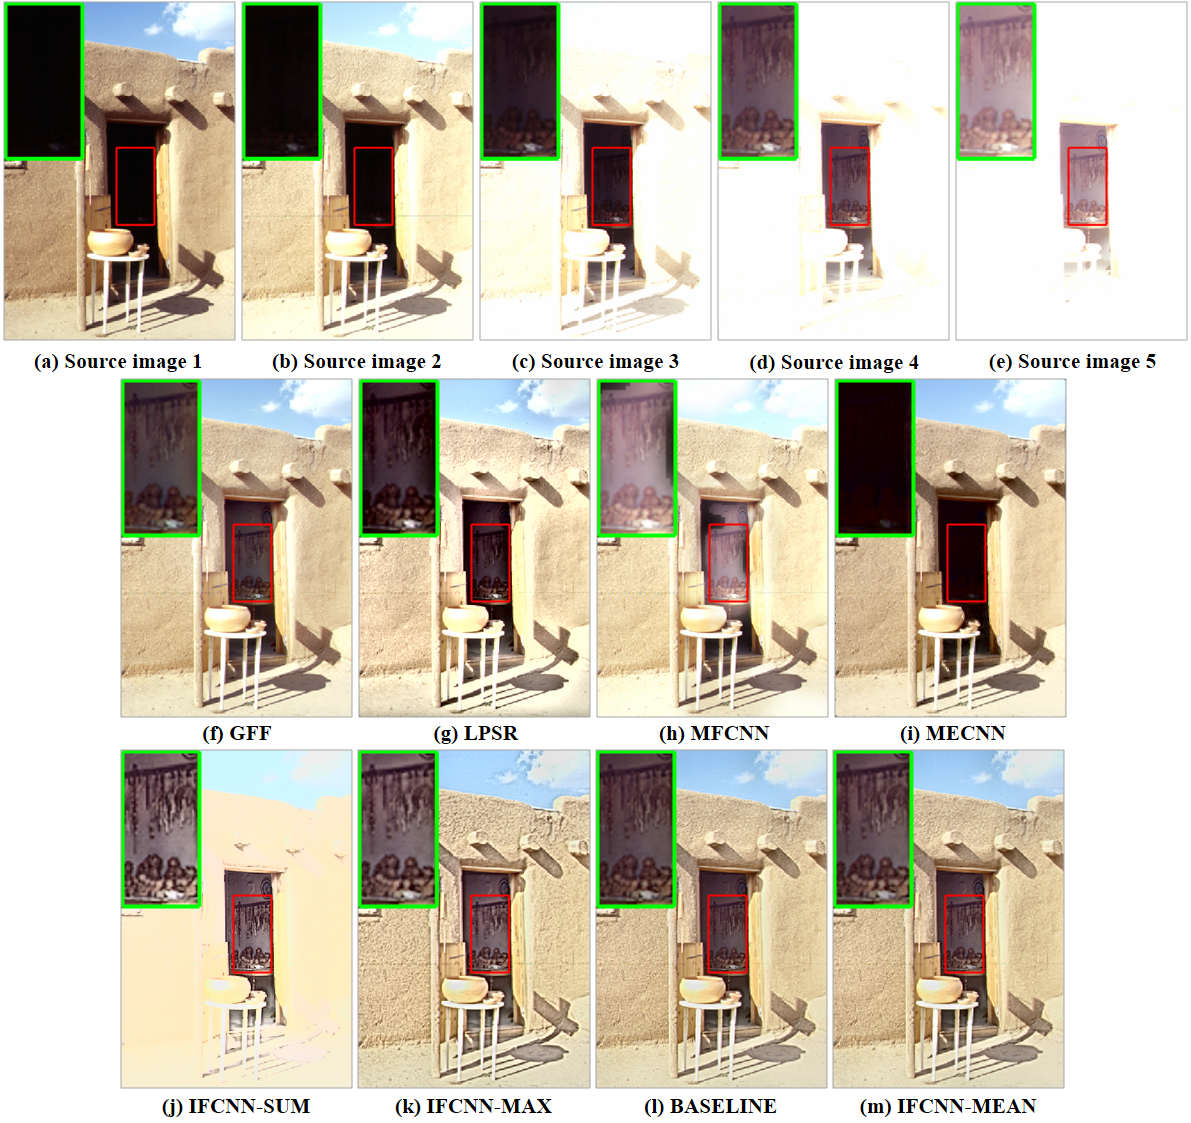 (a) Source image 1
(b) Source image 2
(c) Source image 3
(d) Source image 4
(e) Source image 5
(f) GFF
(g) LPSR
(h) MFCNN
(i) MECNN
(j) IFCNN-SUM
(k) IFCNN-MAX
(l) BASELINE
(m) IFCNN-MEAN